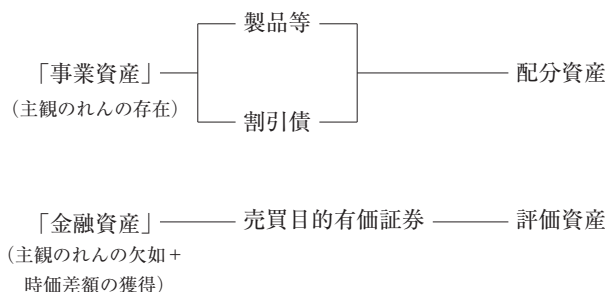 製品等
「事業資産」
配分資産
（主観のれんの存在）
割引債
「金融資産」
売買目的有価証券
評価資産
（主観のれんの欠如＋
時価差額の獲得）